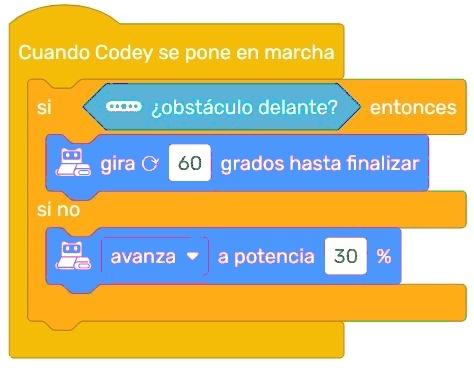 Cuando Codey se pone en marcha
si ¿obstáculo delante? entonces
gira 60 grados hasta finalizar
si no
avanza a potencia 30 %